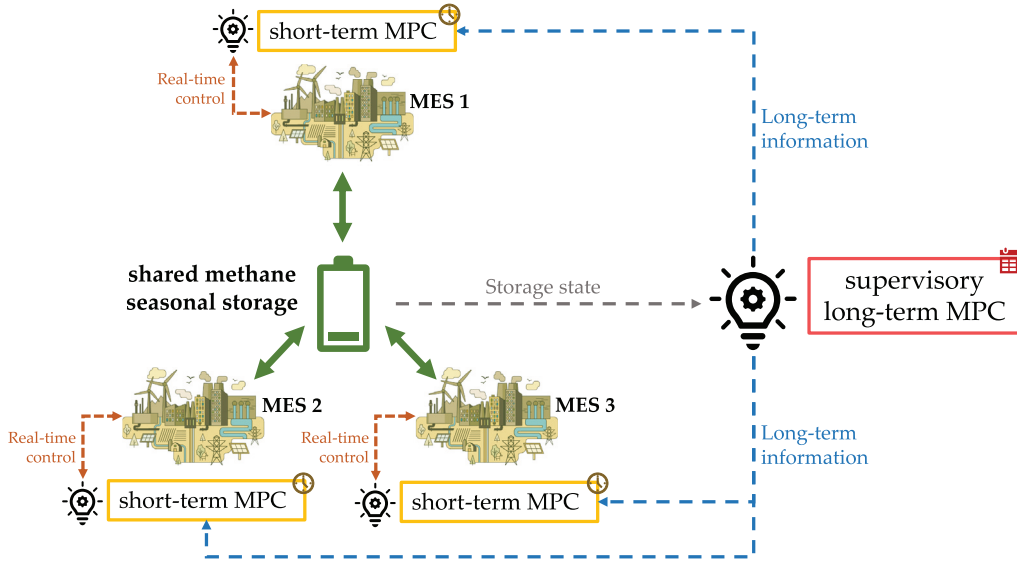 short-term MPC
Real-time
control
MES 1
Long-term
information
shared methane
seasonal storage
Storage state
supervisory
long-term MPC
MES 2
MES 3
Real-time
control
Real-time
control
Long-term
information
short-term MPC
short-term MPC